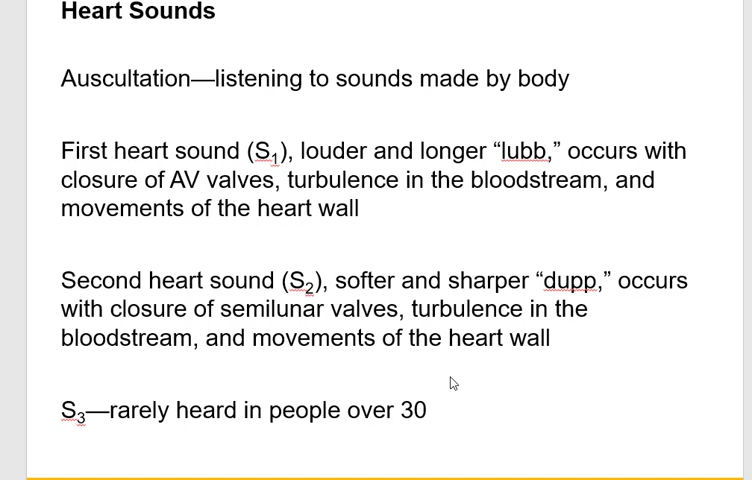 Heart Sounds
Auscultation—listening to sounds made by body
First heart sound (S₁), louder and longer “lubb,” occurs with
closure of AV valves, turbulence in the bloodstream, and
movements of the heart wall
Second heart sound (S₂), softer and sharper “dupp,” occurs
with closure of semilunar valves, turbulence in the
bloodstream, and movements of the heart wall
S₃—rarely heard in people over 30